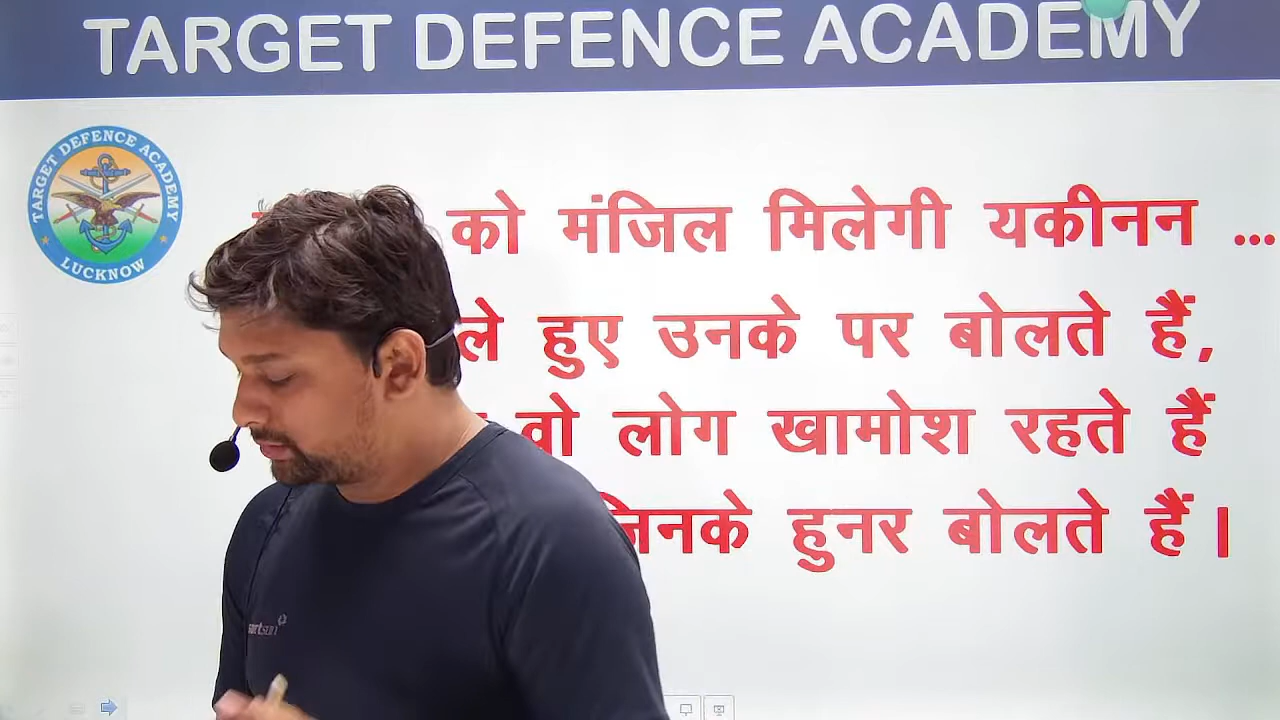 TARGET DEFENCE ACADEMY
TARGET DEFENCE ACADEMY
LUCKNOW
को मंजिल मिलेगी यकीनन ...
हुए उनके पर बोलते हैं,
वो लोग खामोश रहते हैं
जिनके हुनर बोलते हैं।